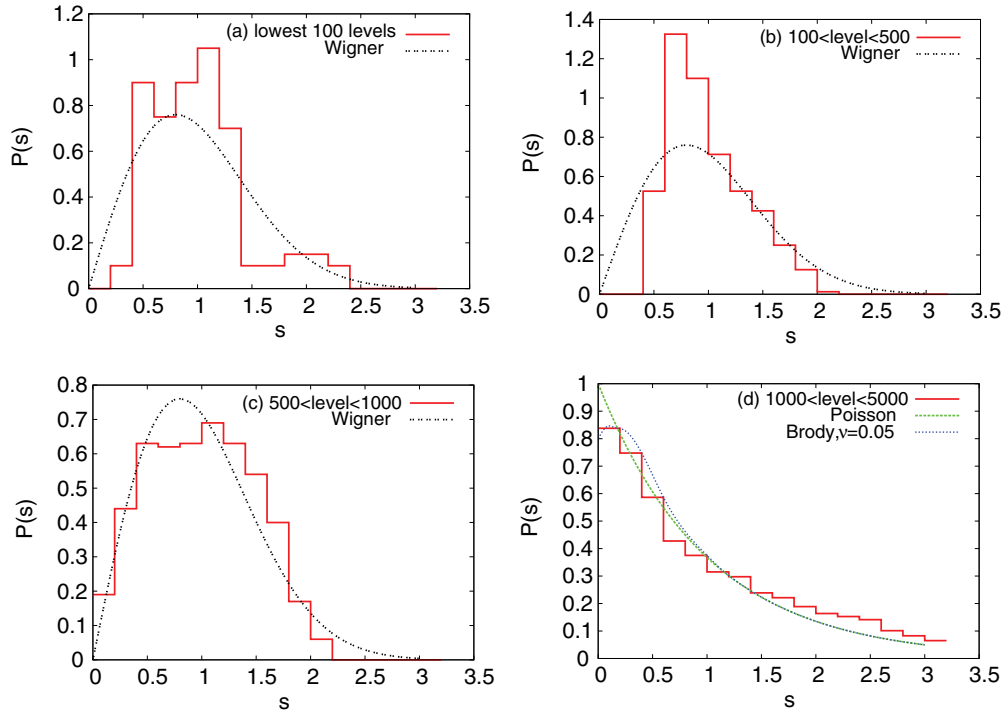 (a) lowest 100 levels
Wigner
P(s)
1.2
1
0.8
0.6
0.4
0.2
0
0 0.5 1 1.5 2 2.5 3 3.5
s
(b) 100<level<500
Wigner
P(s)
1.4
1.2
1
0.8
0.6
0.4
0.2
0
0 0.5 1 1.5 2 2.5 3 3.5
s
(c) 500<level<1000
Wigner
P(s)
0.8
0.7
0.6
0.5
0.4
0.3
0.2
0.1
0
0 0.5 1 1.5 2 2.5 3 3.5
s
(d) 1000<level<5000
Poisson
Brody,ν=0.05
P(s)
1
0.9
0.8
0.7
0.6
0.5
0.4
0.3
0.2
0.1
0
0 0.5 1 1.5 2 2.5 3 3.5
s